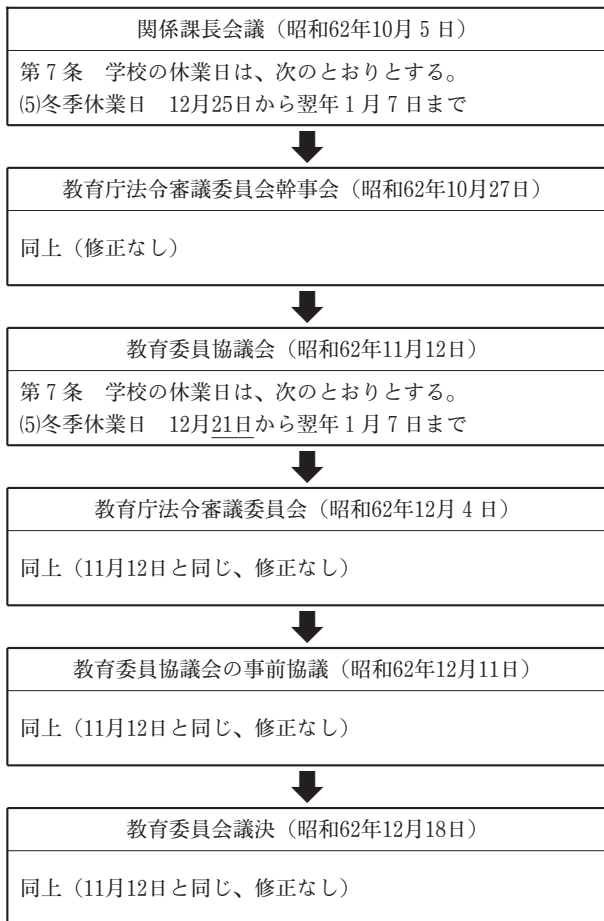 関係課長会議（昭和62年10月5日）
第7条　学校の休業日は、次のとおりとする。
(5)冬季休業日　12月25日から翌年1月7日まで
教育庁法令審議委員会幹事会（昭和62年10月27日）
同上（修正なし）
教育委員協議会（昭和62年11月12日）
第7条　学校の休業日は、次のとおりとする。
(5)冬季休業日　12月21日から翌年1月7日まで
教育庁法令審議委員会（昭和62年12月4日）
同上（11月12日と同じ、修正なし）
教育委員協議会の事前協議（昭和62年12月11日）
同上（11月12日と同じ、修正なし）
教育委員会議決（昭和62年12月18日）
同上（11月12日と同じ、修正なし）